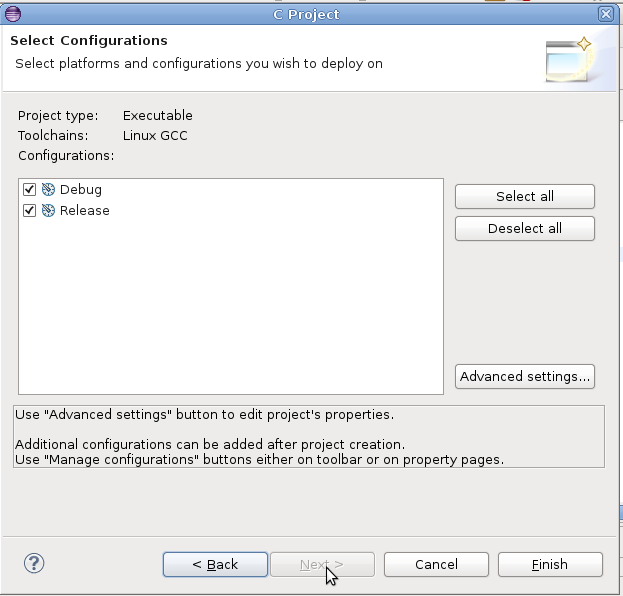 C Project
Select Configurations
Select platforms and configurations you wish to deploy on
Project type: Executable
Toolchains: Linux GCC
Configurations:
Debug
Release
Select all
Deselect all
Advanced settings...
Use "Advanced settings" button to edit project's properties.
Additional configurations can be added after project creation.
Use "Manage configurations" buttons either on toolbar or on property pages.
? < Back Next > Cancel Finish